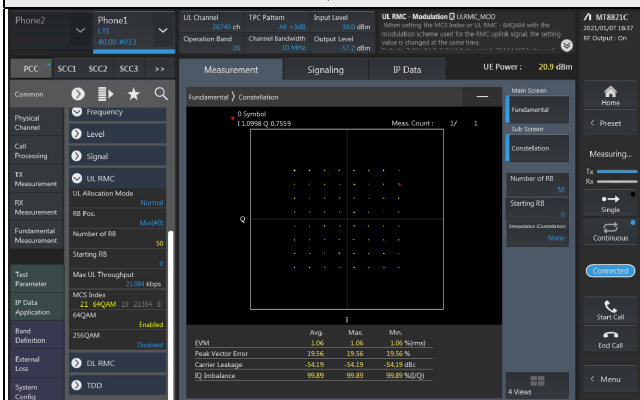 Phone2
Phone1
LTE
40.00 #013
UL Channel
26740 ch
TPC Pattern
Alt +3dB
Input Level
30.0 dBm
Operation Band
26
Channel Bandwidth
10 MHz
Output Level
-57.2 dBm
UL RMC - Modulation ULRMC_MOD
When setting the MCS Index or UL RMC - 64QAM with the
modulation scheme used for the RMC uplink signal, the setting
value is changed at the same time.
MT8821C
2021/01/07 16:37
RF Output : On
PCC SCC1 SCC2 SCC3 >>
Measurement
Signaling
IP Data
UE Power : 20.9 dBm
Common
Physical
Channel
Call
Processing
TX
Measurement
RX
Measurement
Fundamental
Measurement
Test
Parameter
IP Data
Application
Band
Definition
External
Loss
System
Config
Frequency
Level
Signal
UL RMC
UL Allocation Mode
Normal
RB Pos.
Min(#0)
Number of RB
50
Starting RB
0
Max UL Throughput
21384 kbps
MCS Index
21 64QAM 19 21384 8
64QAM
Enabled
256QAM
Disabled
DL RMC
TDD
Fundamental ⟩ Constellation
0 Symbol
I 1.0998 Q 0.7559
Meas. Count : 1/ 1
Q
I
Avg. Max. Min.
EVM 1.06 1.06 1.06 %(rms)
Peak Vector Error 19.56 19.56 19.56 %
Carrier Leakage -54.19 -54.19 -54.19 dBc
IQ Imbalance 99.89 99.89 99.89 %(I/Q)
Main Screen
Fundamental
Sub Screen
Constellation
Number of RB
50
Starting RB
0
Interpolation (Constellation)
None
4 Views
Home
< Preset
Measuring...
Tx
Rx
Single
Continuous
Connected
Start Call
End Call
< Menu